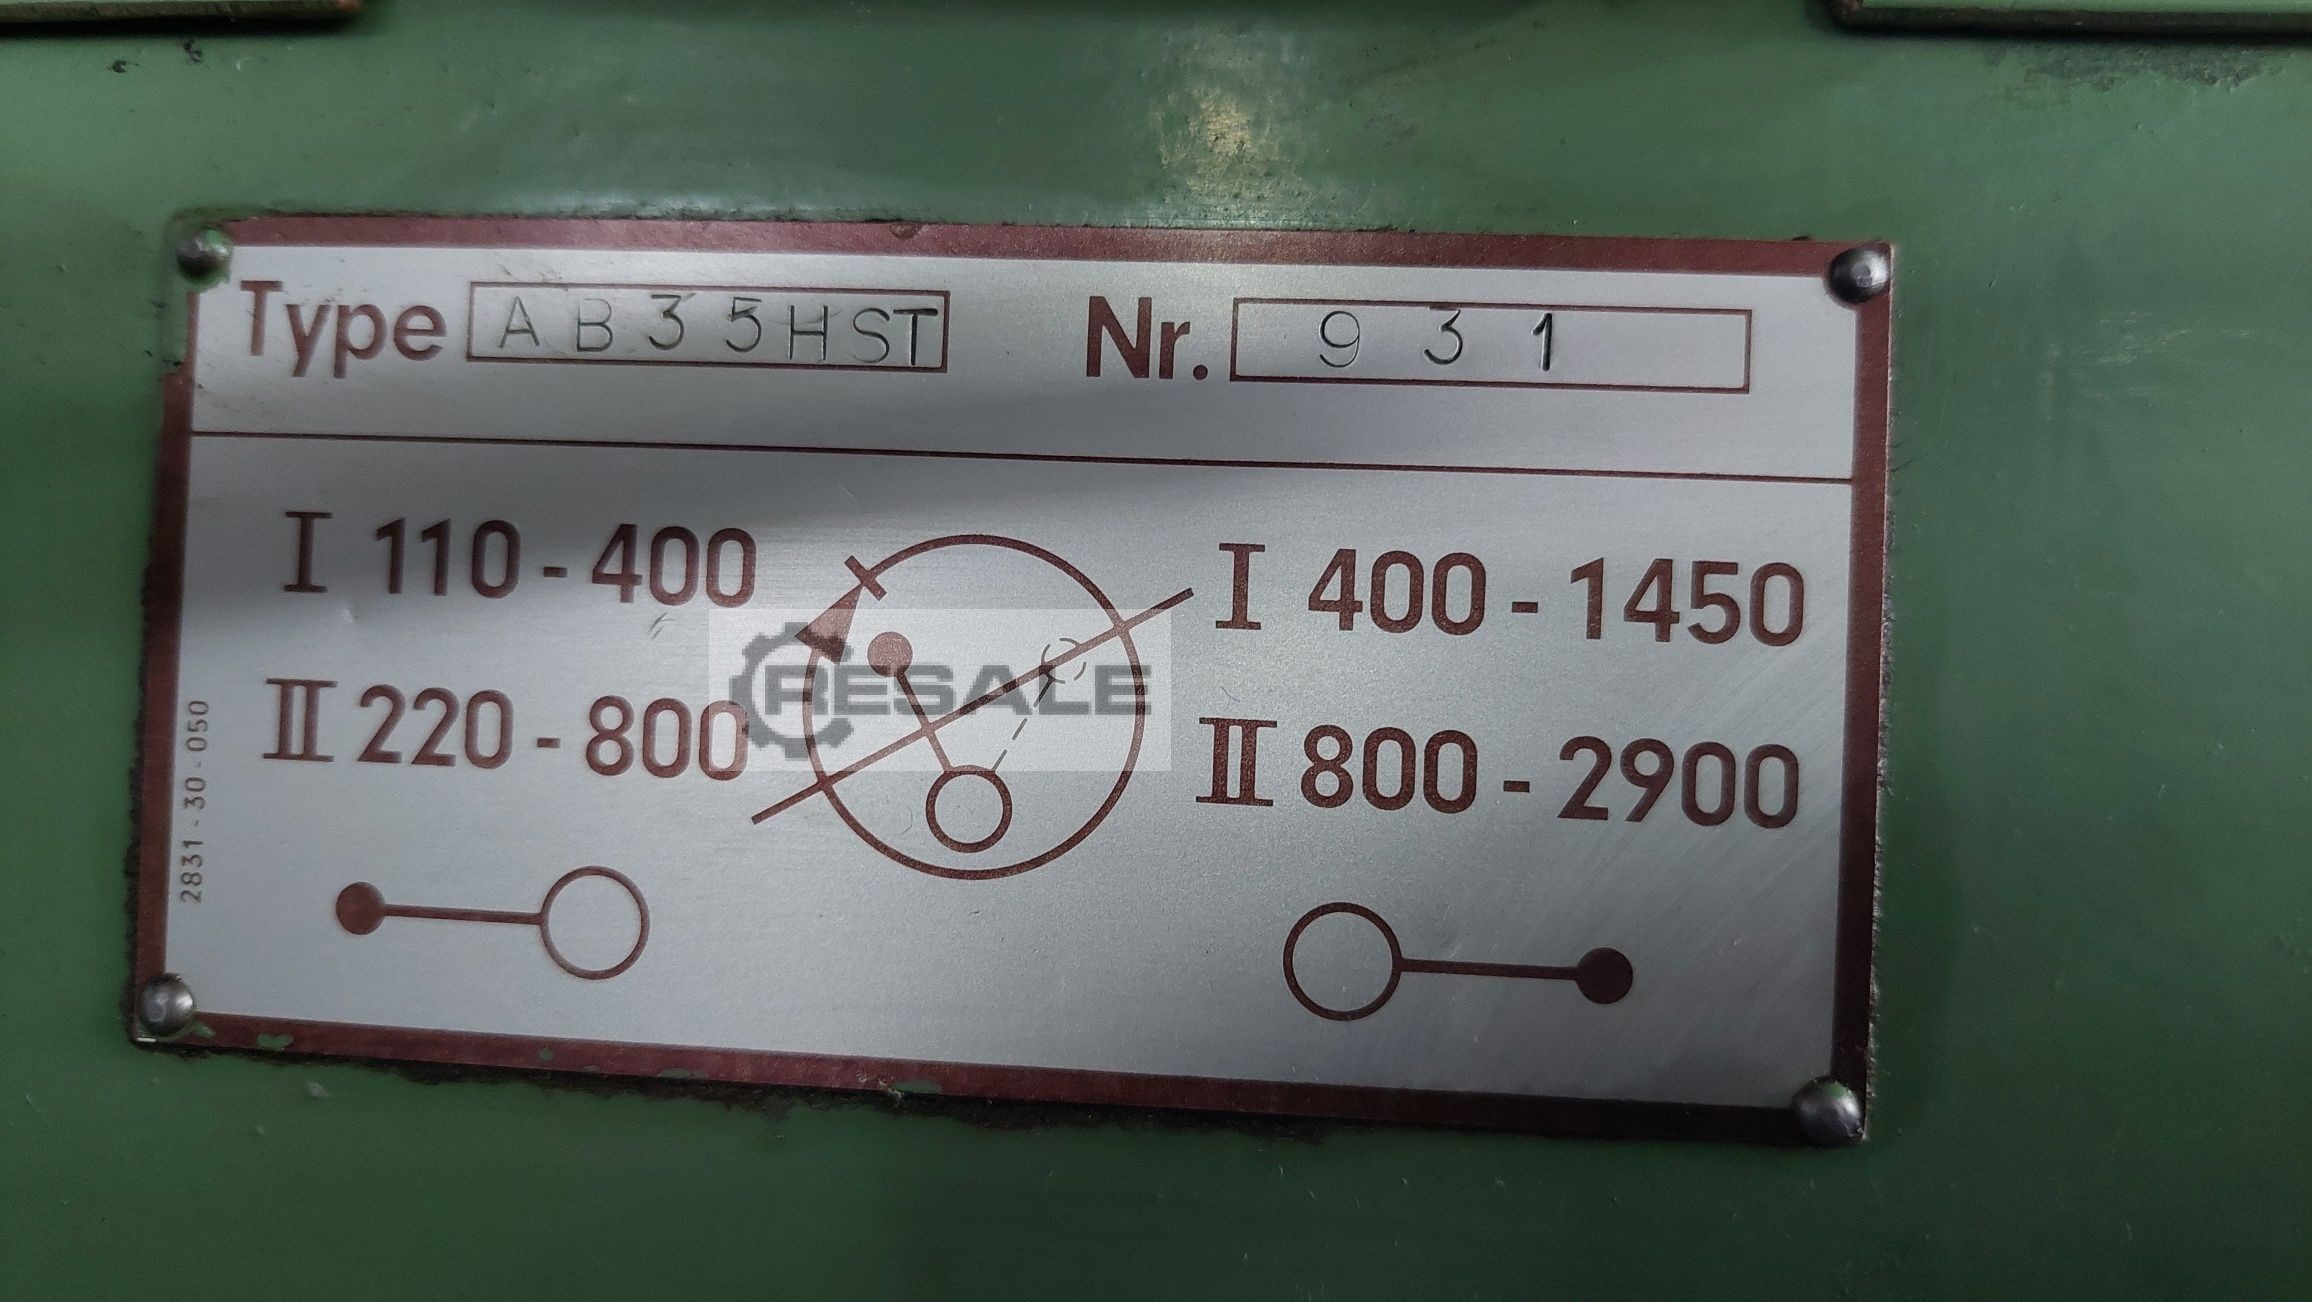 Type AB35HST Nr. 931
I 110-400 I 400-1450
II 220-800 II 800-2900
RESALE
2831-30-050